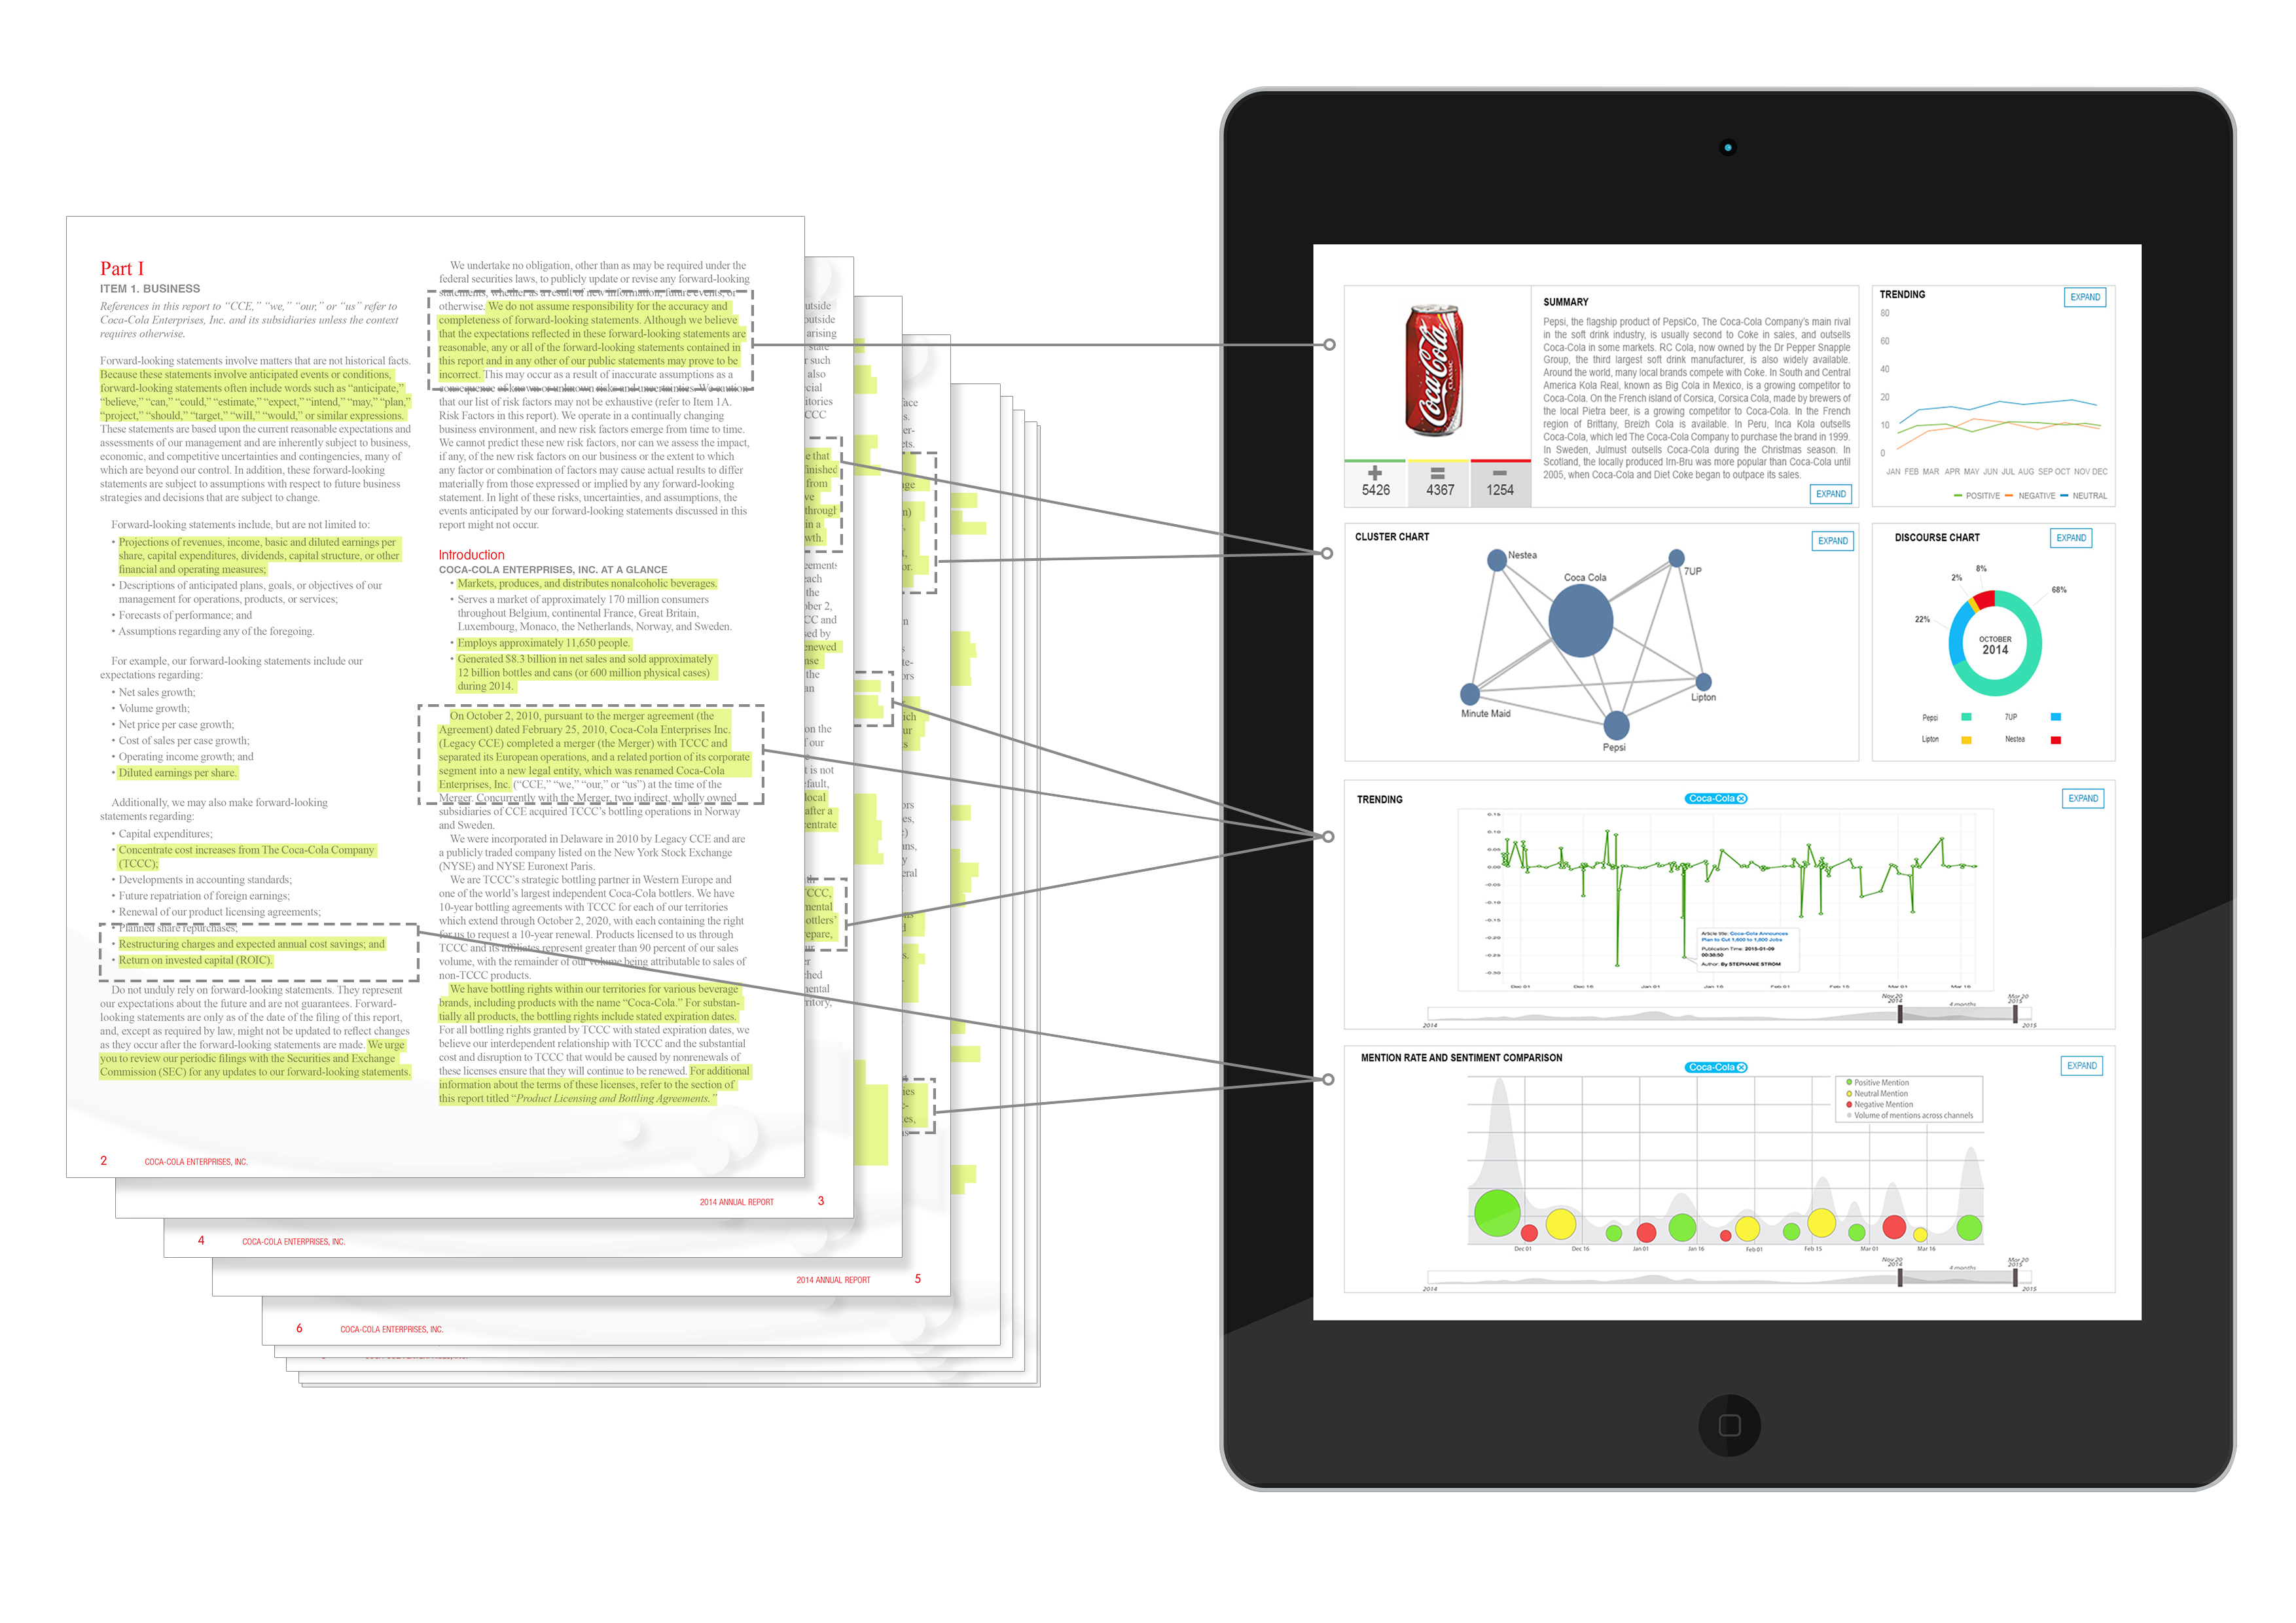 Part I
ITEM 1. BUSINESS
References in this report to “CCE,” “we,” “our,” or “us” refer to
Coca-Cola Enterprises, Inc. and its subsidiaries unless the context
requires otherwise.
Forward-looking statements involve matters that are not historical facts.
Because these statements involve anticipated events or conditions,
forward-looking statements often include words such as “anticipate,”
“believe,” “can,” “could,” “estimate,” “expect,” “intend,” “may,” “plan,”
“project,” “should,” “target,” “will,” “would,” or similar expressions.
These statements are based upon the current reasonable expectations and
assessments of our management and are inherently subject to business,
economic, and competitive uncertainties and contingencies, many of
which are beyond our control. In addition, these forward-looking
statements are subject to assumptions with respect to future business
strategies and decisions that are subject to change.
Forward-looking statements include, but are not limited to:
• Projections of revenues, income, basic and diluted earnings per
share, capital expenditures, dividends, capital structure, or other
financial and operating measures;
• Descriptions of anticipated plans, goals, or objectives of our
management for operations, products, or services;
• Forecasts of performance; and
• Assumptions regarding any of the foregoing.
For example, our forward-looking statements include our
expectations regarding:
• Net sales growth;
• Volume growth;
• Net price per case growth;
• Cost of sales per case growth;
• Operating income growth; and
• Diluted earnings per share.
Additionally, we may also make forward-looking
statements regarding:
• Capital expenditures;
• Concentrate cost increases from The Coca-Cola Company
(TCCC);
• Developments in accounting standards;
• Future repatriation of foreign earnings;
• Renewal of our product licensing agreements;
• Planned share repurchases;
• Restructuring charges and expected annual cost savings; and
• Return on invested capital (ROIC).
Do not unduly rely on forward-looking statements. They represent
our expectations about the future and are not guarantees. Forward-
looking statements are only as of the date of the filing of this report,
and, except as required by law, might not be updated to reflect changes
as they occur after the forward-looking statements are made. We urge
you to review our periodic filings with the Securities and Exchange
Commission (SEC) for any updates to our forward-looking statements.
We undertake no obligation, other than as may be required under the
federal securities laws, to publicly update or revise any forward-looking
statements, whether as a result of new information, future events, or
otherwise. We do not assume responsibility for the accuracy and
completeness of forward-looking statements. Although we believe
that the expectations reflected in these forward-looking statements are
reasonable, any or all of the forward-looking statements contained in
this report and in any other of our public statements may prove to be
incorrect. This may occur as a result of inaccurate assumptions as a
consequence of known or unknown risks and uncertainties. We caution
that our list of risk factors may not be exhaustive (refer to Item 1A.
Risk Factors in this report). We operate in a continually changing
business environment, and new risk factors emerge from time to time.
We cannot predict these new risk factors, nor can we assess the impact,
if any, of the new risk factors on our business or the extent to which
any factor or combination of factors may cause actual results to differ
materially from those expressed or implied by any forward-looking
statement. In light of these risks, uncertainties, and assumptions, the
events anticipated by our forward-looking statements discussed in this
report might not occur.
Introduction
COCA-COLA ENTERPRISES, INC. AT A GLANCE
• Markets, produces, and distributes nonalcoholic beverages.
• Serves a market of approximately 170 million consumers
throughout Belgium, continental France, Great Britain,
Luxembourg, Monaco, the Netherlands, Norway, and Sweden.
• Employs approximately 11,650 people.
• Generated $8.3 billion in net sales and sold approximately
12 billion bottles and cans (or 600 million physical cases)
during 2014.
On October 2, 2010, pursuant to the merger agreement (the
Agreement) dated February 25, 2010, Coca-Cola Enterprises Inc.
(Legacy CCE) completed a merger (the Merger) with TCCC and
separated its European operations, and a related portion of its corporate
segment into a new legal entity, which was renamed Coca-Cola
Enterprises, Inc. (“CCE,” “we,” “our,” or “us”) at the time of the
Merger. Concurrently with the Merger, two indirect, wholly owned
subsidiaries of CCE acquired TCCC’s bottling operations in Norway
and Sweden.
We were incorporated in Delaware in 2010 by Legacy CCE and are
a publicly traded company listed on the New York Stock Exchange
(NYSE) and NYSE Euronext Paris.
We are TCCC’s strategic bottling partner in Western Europe and
one of the world’s largest independent Coca-Cola bottlers. We have
10-year bottling agreements with TCCC for each of our territories
which extend through October 2, 2020, with each containing the right
for us to request a 10-year renewal. Products licensed to us through
TCCC and its affiliates represent greater than 90 percent of our sales
volume, with the remainder of our volume being attributable to sales of
non-TCCC products.
We have bottling rights within our territories for various beverage
brands, including products with the name “Coca-Cola.” For substan-
tially all products, the bottling rights include stated expiration dates.
For all bottling rights granted by TCCC with stated expiration dates, we
believe our interdependent relationship with TCCC and the substantial
cost and disruption to TCCC that would be caused by nonrenewals of
these licenses ensure that they will continue to be renewed. For additional
information about the terms of these licenses, refer to the section of
this report titled “Product Licensing and Bottling Agreements.”
2 COCA-COLA ENTERPRISES, INC.
2014 ANNUAL REPORT 3
4 COCA-COLA ENTERPRISES, INC.
2014 ANNUAL REPORT 5
6 COCA-COLA ENTERPRISES, INC.
Coca-Cola
CLASSIC
+ = -
5426 4367 1254
SUMMARY
Pepsi, the flagship product of PepsiCo, The Coca-Cola Company's main rival
in the soft drink industry, is usually second to Coke in sales, and outsells
Coca-Cola in some markets. RC Cola, now owned by the Dr Pepper Snapple
Group, the third largest soft drink manufacturer, is also widely available.
Around the world, many local brands compete with Coke. In South and Central
America Kola Real, known as Big Cola in Mexico, is a growing competitor to
Coca-Cola. On the French island of Corsica, Corsica Cola, made by brewers of
the local Pietra beer, is a growing competitor to Coca-Cola. In the French
region of Brittany, Breizh Cola is available. In Peru, Inca Kola outsells
Coca-Cola, which led The Coca-Cola Company to purchase the brand in 1999.
In Sweden, Julmust outsells Coca-Cola during the Christmas season. In
Scotland, the locally produced Irn-Bru was more popular than Coca-Cola until
2005, when Coca-Cola and Diet Coke began to outpace its sales.
EXPAND
TRENDING
EXPAND
80
60
40
20
10
0
JAN FEB MAR APR MAY JUN JUL AUG SEP OCT NOV DEC
POSITIVE NEGATIVE NEUTRAL
CLUSTER CHART
EXPAND
Nestea
7UP
Coca Cola
Lipton
Minute Maid
Pepsi
DISCOURSE CHART
EXPAND
8%
2%
68%
22%
OCTOBER
2014
Pepsi 7UP
Lipton Nestea
TRENDING
Coca-Cola
EXPAND
0.15
0.10
0.05
0.00
-0.05
-0.10
-0.15
-0.20
-0.25
-0.30
Article title: Coca-Cola Announces
Plan to Cut 1,600 to 1,800 Jobs
Publication Time: 2015-01-09
00:36:50
Author: By STEPHANIE STROM
Dec 01 Dec 16 Jan 01 Jan 16 Feb 01 Feb 15 Mar 01 Mar 16
Nov 20 Mar 20
2014 4 months 2015
2014 2015
MENTION RATE AND SENTIMENT COMPARISON
Coca-Cola
EXPAND
Positive Mention
Neutral Mention
Negative Mention
Volume of mentions across channels
Dec 01 Dec 16 Jan 01 Jan 16 Feb 01 Feb 15 Mar 01 Mar 16
Nov 20 Mar 20
2014 4 months 2015
2014 2015